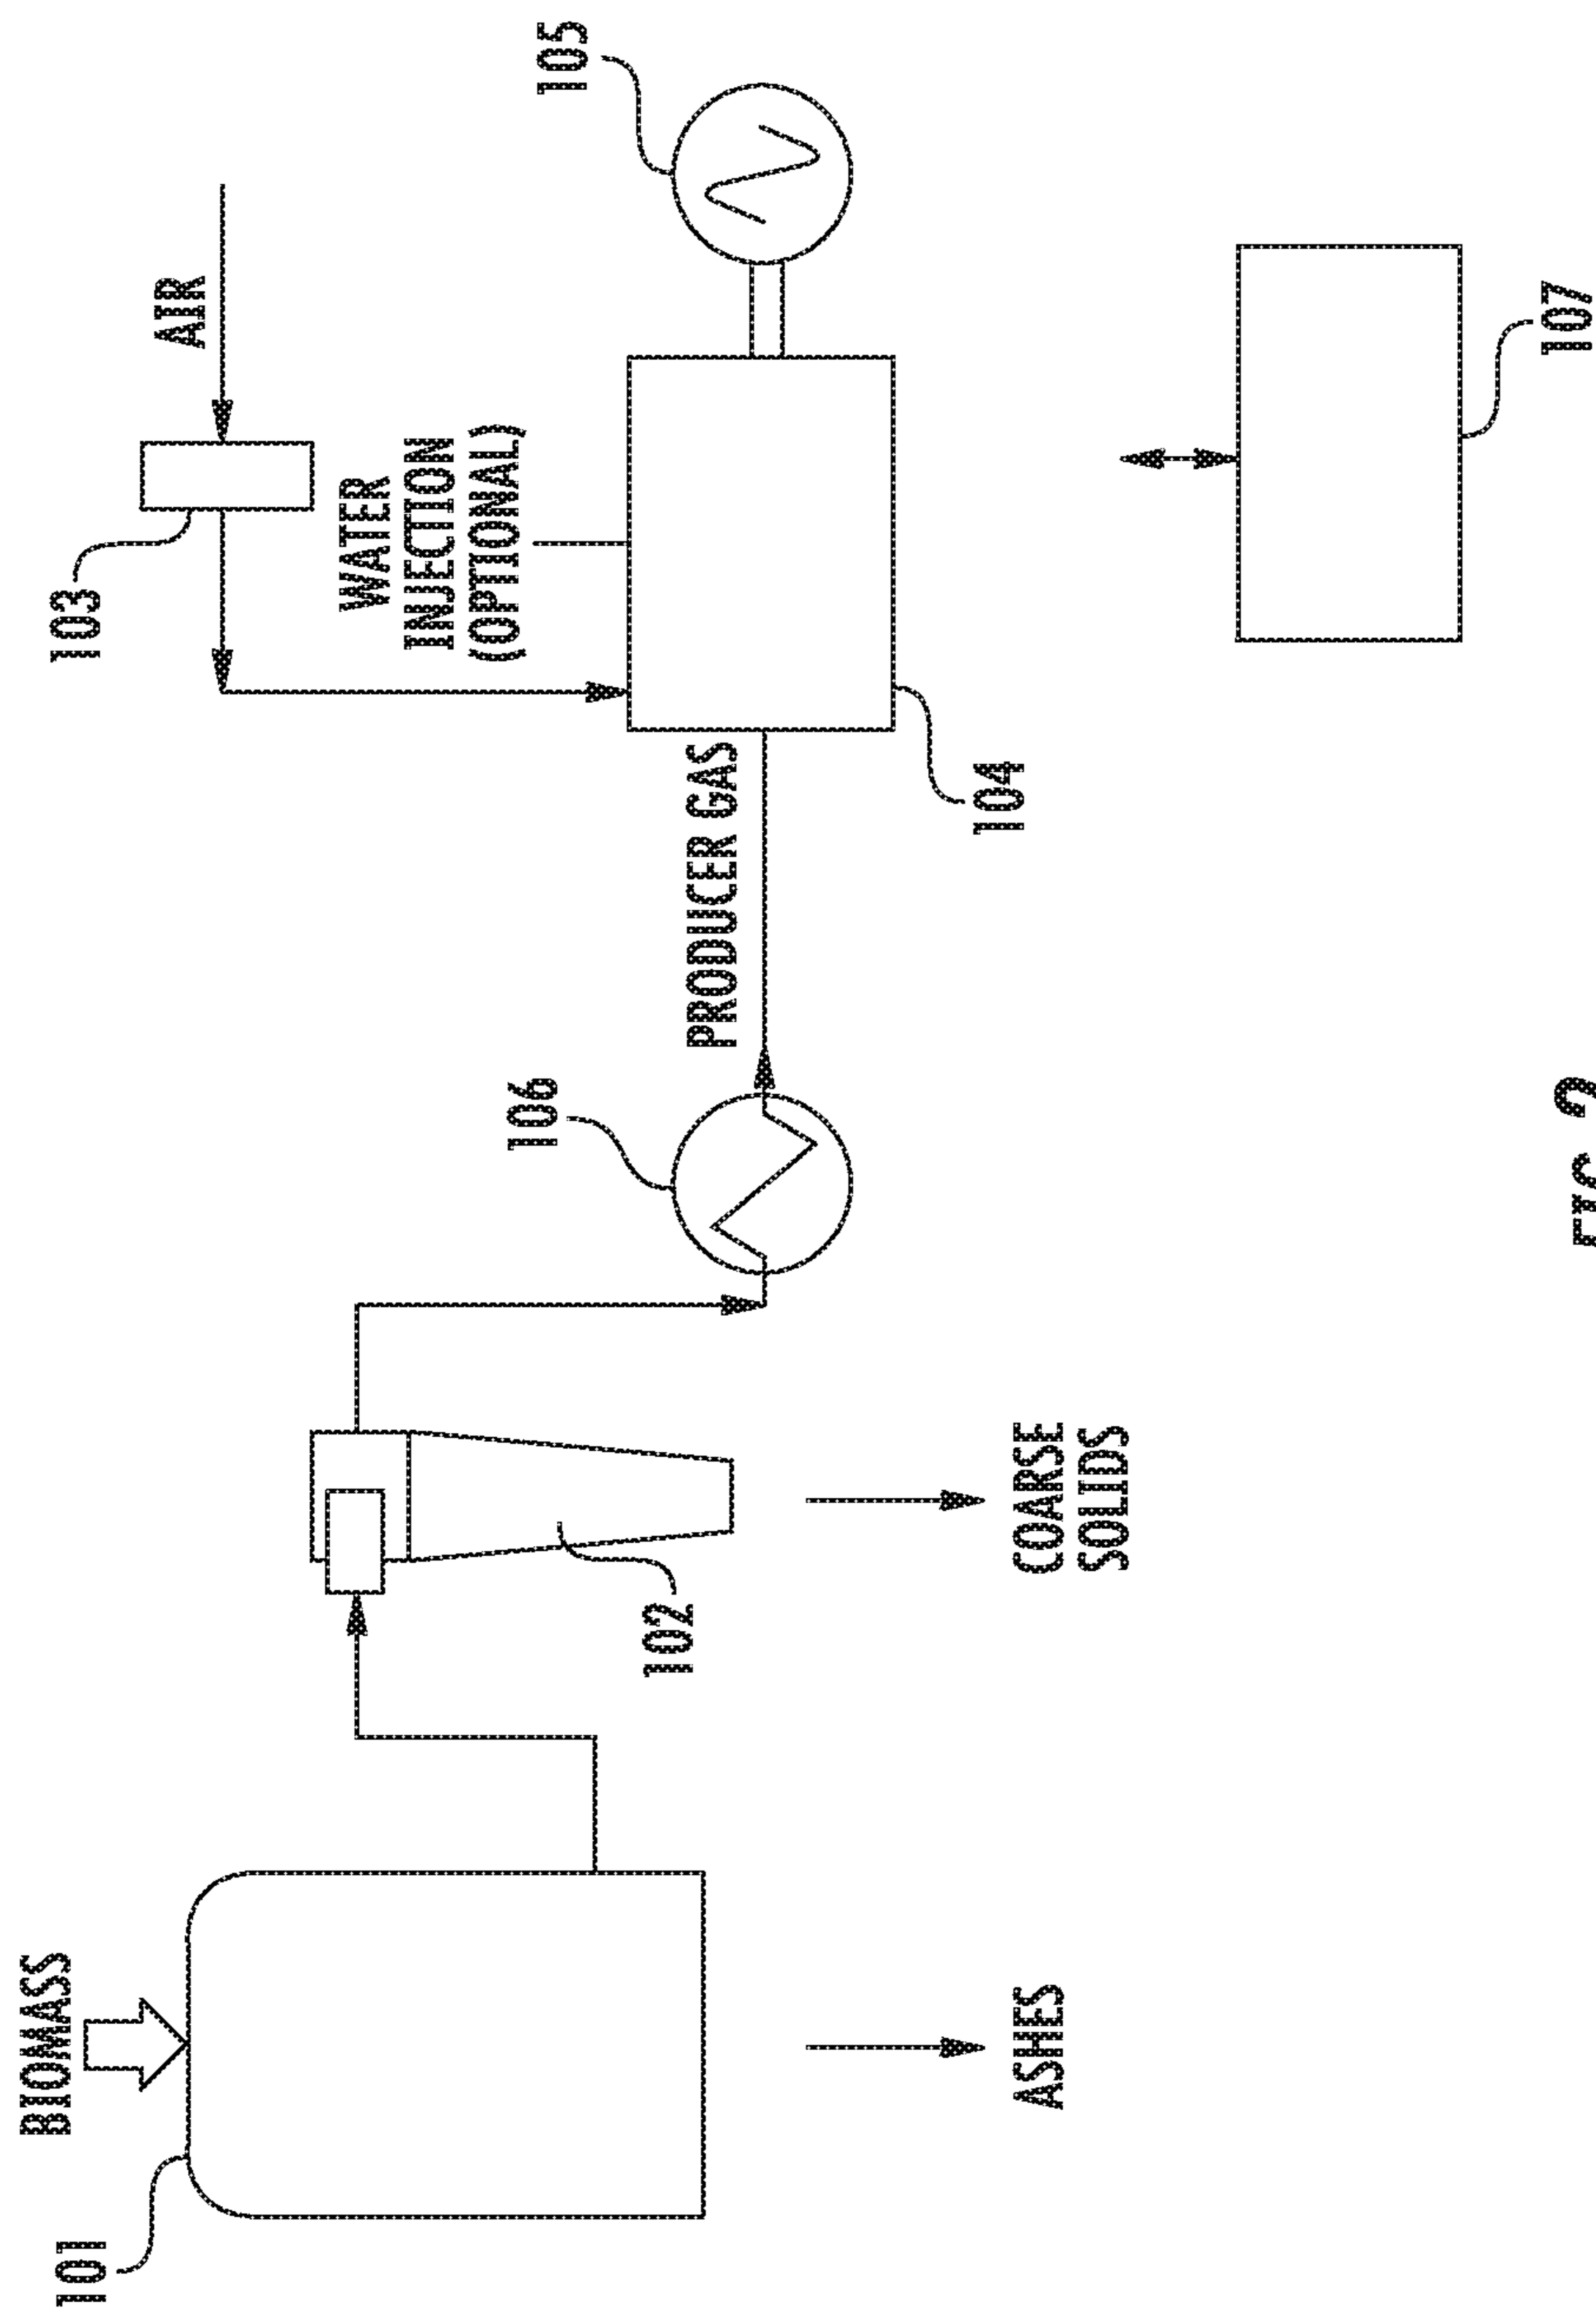 BIOMASS
101
ASHES
102
COARSE
SOLIDS
106
PRODUCER GAS
103
AIR
WATER
INJECTION
(OPTIONAL)
104
105
107